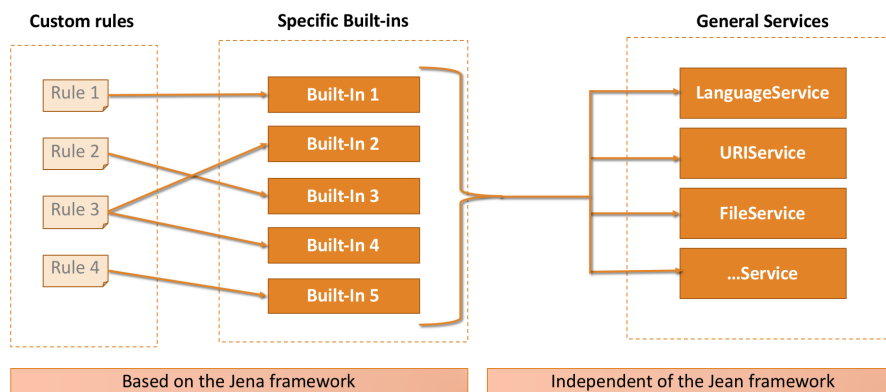 Custom rules
Specific Built-ins
General Services
Rule 1
Rule 2
Rule 3
Rule 4
Built-In 1
Built-In 2
Built-In 3
Built-In 4
Built-In 5
LanguageService
URIService
FileService
...Service
Based on the Jena framework
Independent of the Jean framework